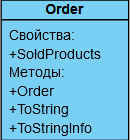 Order
Свойства:
+SoldProducts
Методы:
+Order
+ToString
+ToStringInfo